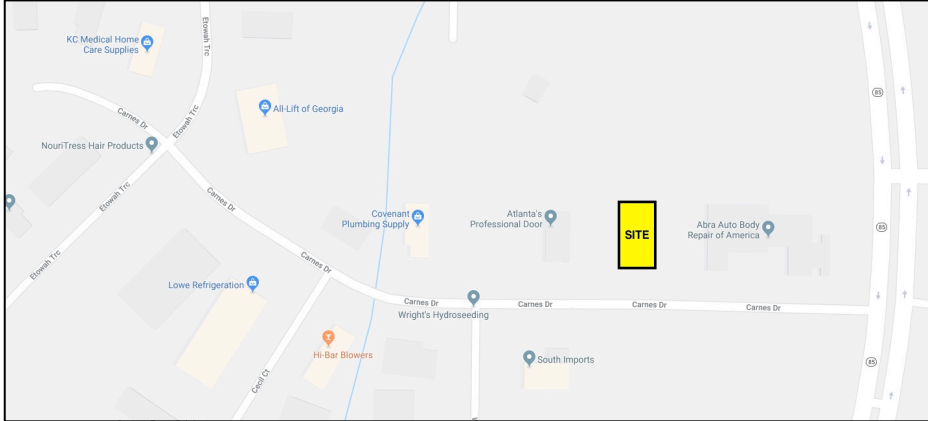 KC Medical Home
Care Supplies
Etowah Trc
85
All-Lift of Georgia
Carnes Dr
Etowah Trc
NouriTress Hair Products
Etowah Trc
Carnes Dr
Covenant
Plumbing Supply
Atlanta's
Professional Door
SITE
Abra Auto Body
Repair of America
85
Etowah Trc
Carnes Dr
Lowe Refrigeration
Carnes Dr
Carnes Dr
Carnes Dr
Carnes Dr
Wright's Hydroseeding
Hi-Bar Blowers
South Imports
85
Cecil Ct